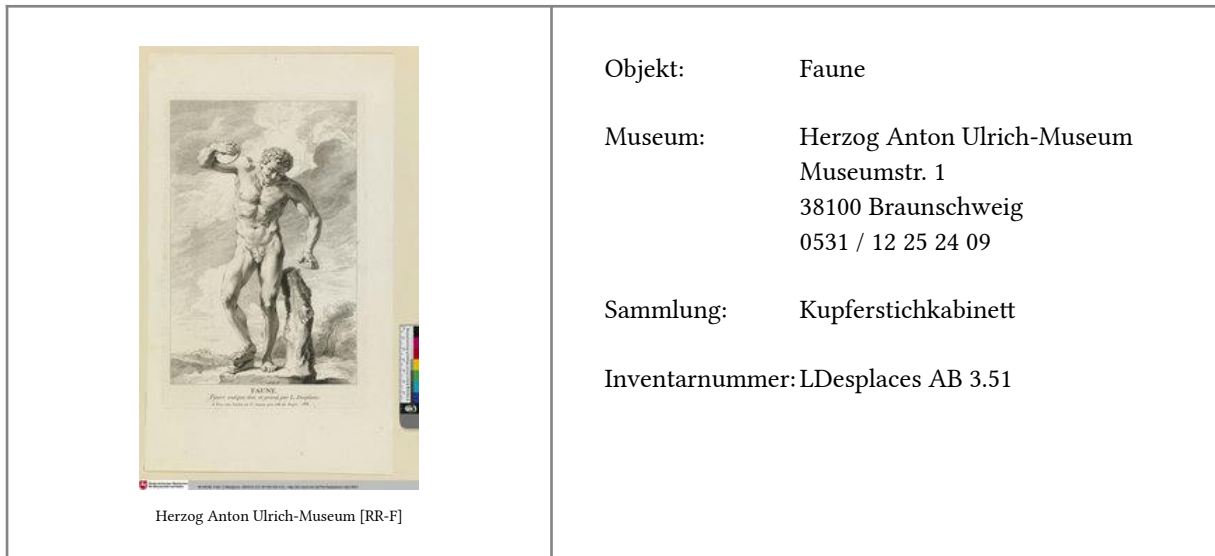 FAUNE.
Herzog Anton Ulrich-Museum [RR-F]
Objekt: Faune
Museum: Herzog Anton Ulrich-Museum
Museumstr. 1
38100 Braunschweig
0531 / 12 25 24 09
Sammlung: Kupferstichkabinett
Inventarnummer: LDesplaces AB 3.51